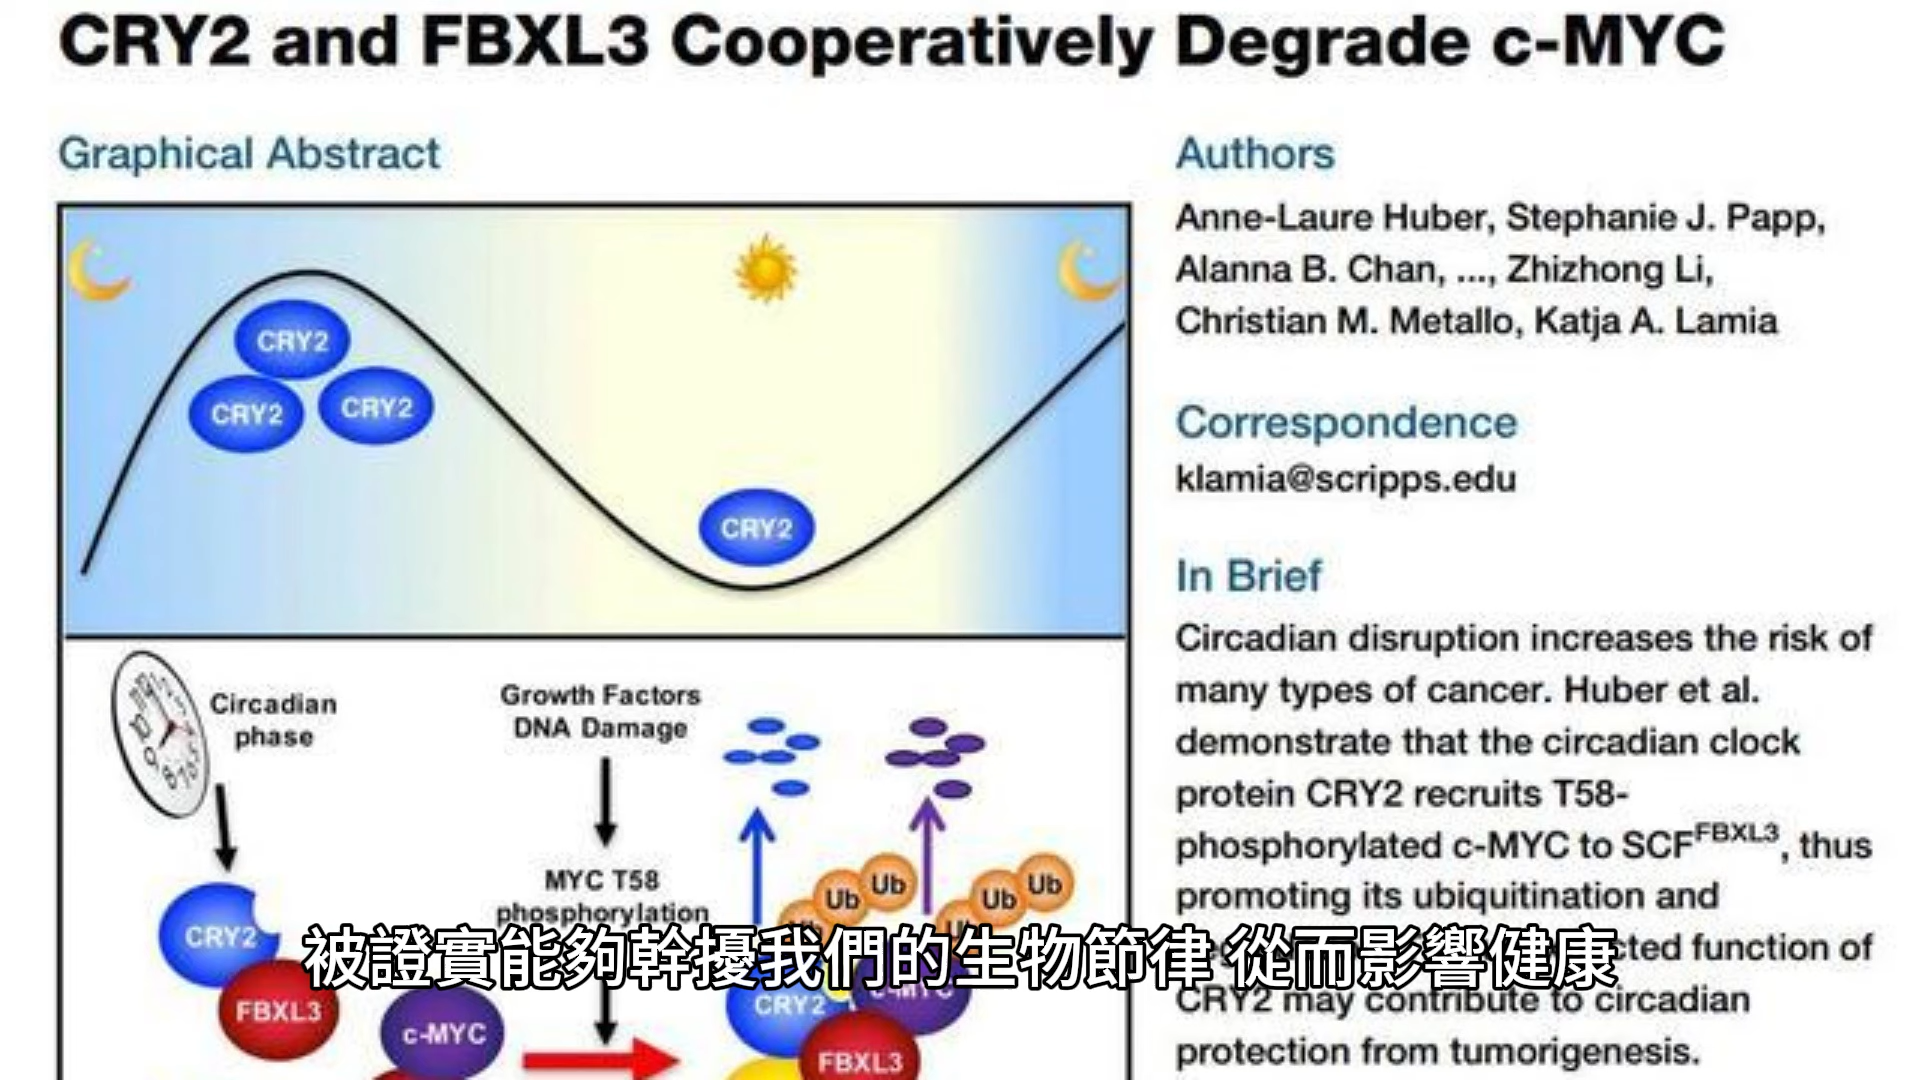 CRY2 and FBXL3 Cooperatively Degrade c-MYC
Graphical Abstract
CRY2
CRY2
CRY2
CRY2
Circadian
phase
Growth Factors
DNA Damage
MYC T58
phosphorylation
Ub
Ub
Ub
Ub
CRY2
FBXL3
c-MYC
CRY2
c-MYC
FBXL3
Authors
Anne-Laure Huber, Stephanie J. Papp,
Alanna B. Chan, ..., Zhizhong Li,
Christian M. Metallo, Katja A. Lamia
Correspondence
klamia@scripps.edu
In Brief
Circadian disruption increases the risk of
many types of cancer. Huber et al.
demonstrate that the circadian clock
protein CRY2 recruits T58-
phosphorylated c-MYC to SCFFBXL3, thus
promoting its ubiquitination and
function of
CRY2 may contribute to circadian
protection from tumorigenesis.
被證實能夠幹擾我們的生物節律 從而影響健康